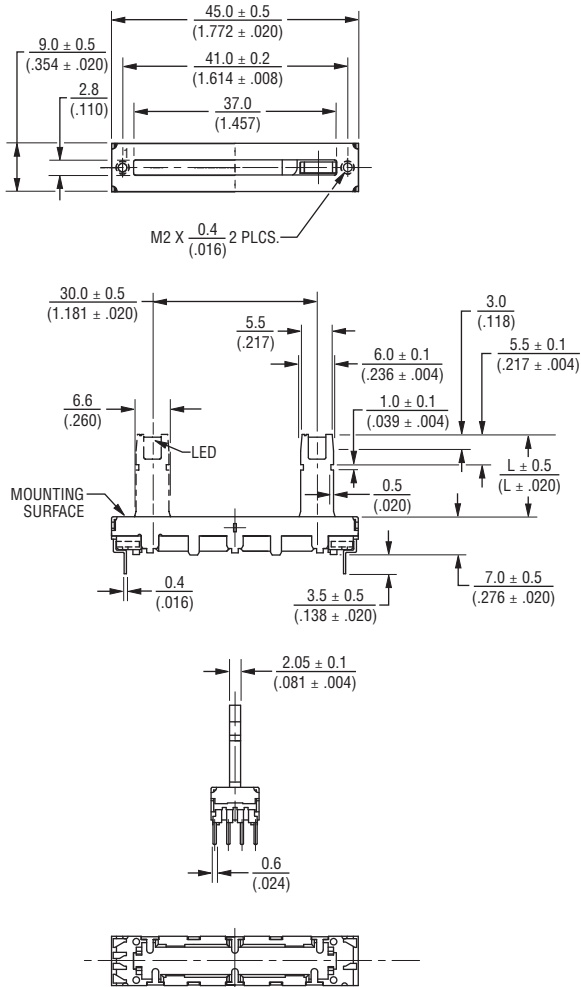 45.0 ± 0.5
(1.772 ± .020)
9.0 ± 0.5
(.354 ± .020)
41.0 ± 0.2
(1.614 ± .008)
2.8
(.110)
37.0
(1.457)
M2 X 0.4 2 PLCS.
(.016)
30.0 ± 0.5
(1.181 ± .020)
3.0
(.118)
5.5
(.217)
5.5 ± 0.1
(.217 ± .004)
6.0 ± 0.1
(.236 ± .004)
6.6
(.260)
1.0 ± 0.1
(.039 ± .004)
LED
L ± 0.5
(L ± .020)
MOUNTING
SURFACE
0.5
(.020)
0.4
(.016)
3.5 ± 0.5
(.138 ± .020)
7.0 ± 0.5
(.276 ± .020)
2.05 ± 0.1
(.081 ± .004)
0.6
(.024)